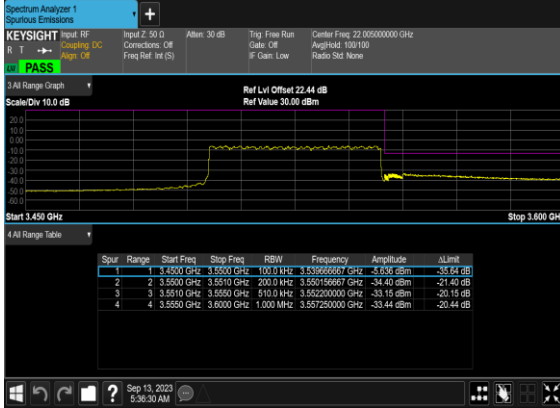 Spectrum Analyzer 1
Spurious Emissions
+
KEYSIGHT Input: RF Input Z: 50 Ω Atten: 30 dB Trig: Free Run Center Freq: 22.005000000 GHz
R T Coupling: DC Corrections: Off Gate: Off Avg|Hold: 100/100
Align: Off Freq Ref: Int (S) IF Gain: Low Radio Std: None
PASS
3 All Range Graph
Ref Lvl Offset 22.44 dB
Scale/Div 10.0 dB Ref Value 30.00 dBm
20.0
10.0
0.00
-10.0
-20.0
-30.0
-40.0
-50.0
-60.0
Start 3.450 GHz Stop 3.600 GH
4 All Range Table
Spur Range Start Freq Stop Freq RBW Frequency Amplitude ΔLimit
1 1 3.4500 GHz 3.5500 GHz 100.0 kHz 3.539666667 GHz -5.636 dBm -35.64 dB
2 2 3.5500 GHz 3.5510 GHz 200.0 kHz 3.550156667 GHz -34.40 dBm -21.40 dB
3 3 3.5510 GHz 3.5550 GHz 510.0 kHz 3.552200000 GHz -33.15 dBm -20.15 dB
4 4 3.5550 GHz 3.6000 GHz 1.000 MHz 3.557250000 GHz -33.44 dBm -20.44 dB
? Sep 13, 2023
5:36:30 AM